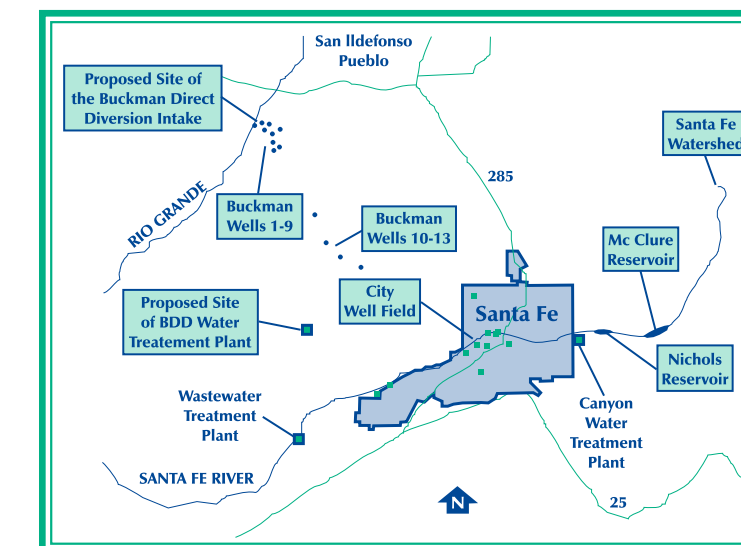 San Ildefonso
Pueblo
Proposed Site of
the Buckman Direct
Diversion Intake
Santa Fe
Watershed
285
RIO GRANDE
Buckman
Wells 1-9
Buckman
Wells 10-13
Mc Clure
Reservoir
City
Well Field
Proposed Site
of BDD Water
Treatement Plant
Santa Fe
Nichols
Reservoir
Wastewater
Treatment
Plant
Canyon
Water
Treatment
Plant
SANTA FE RIVER
N
25